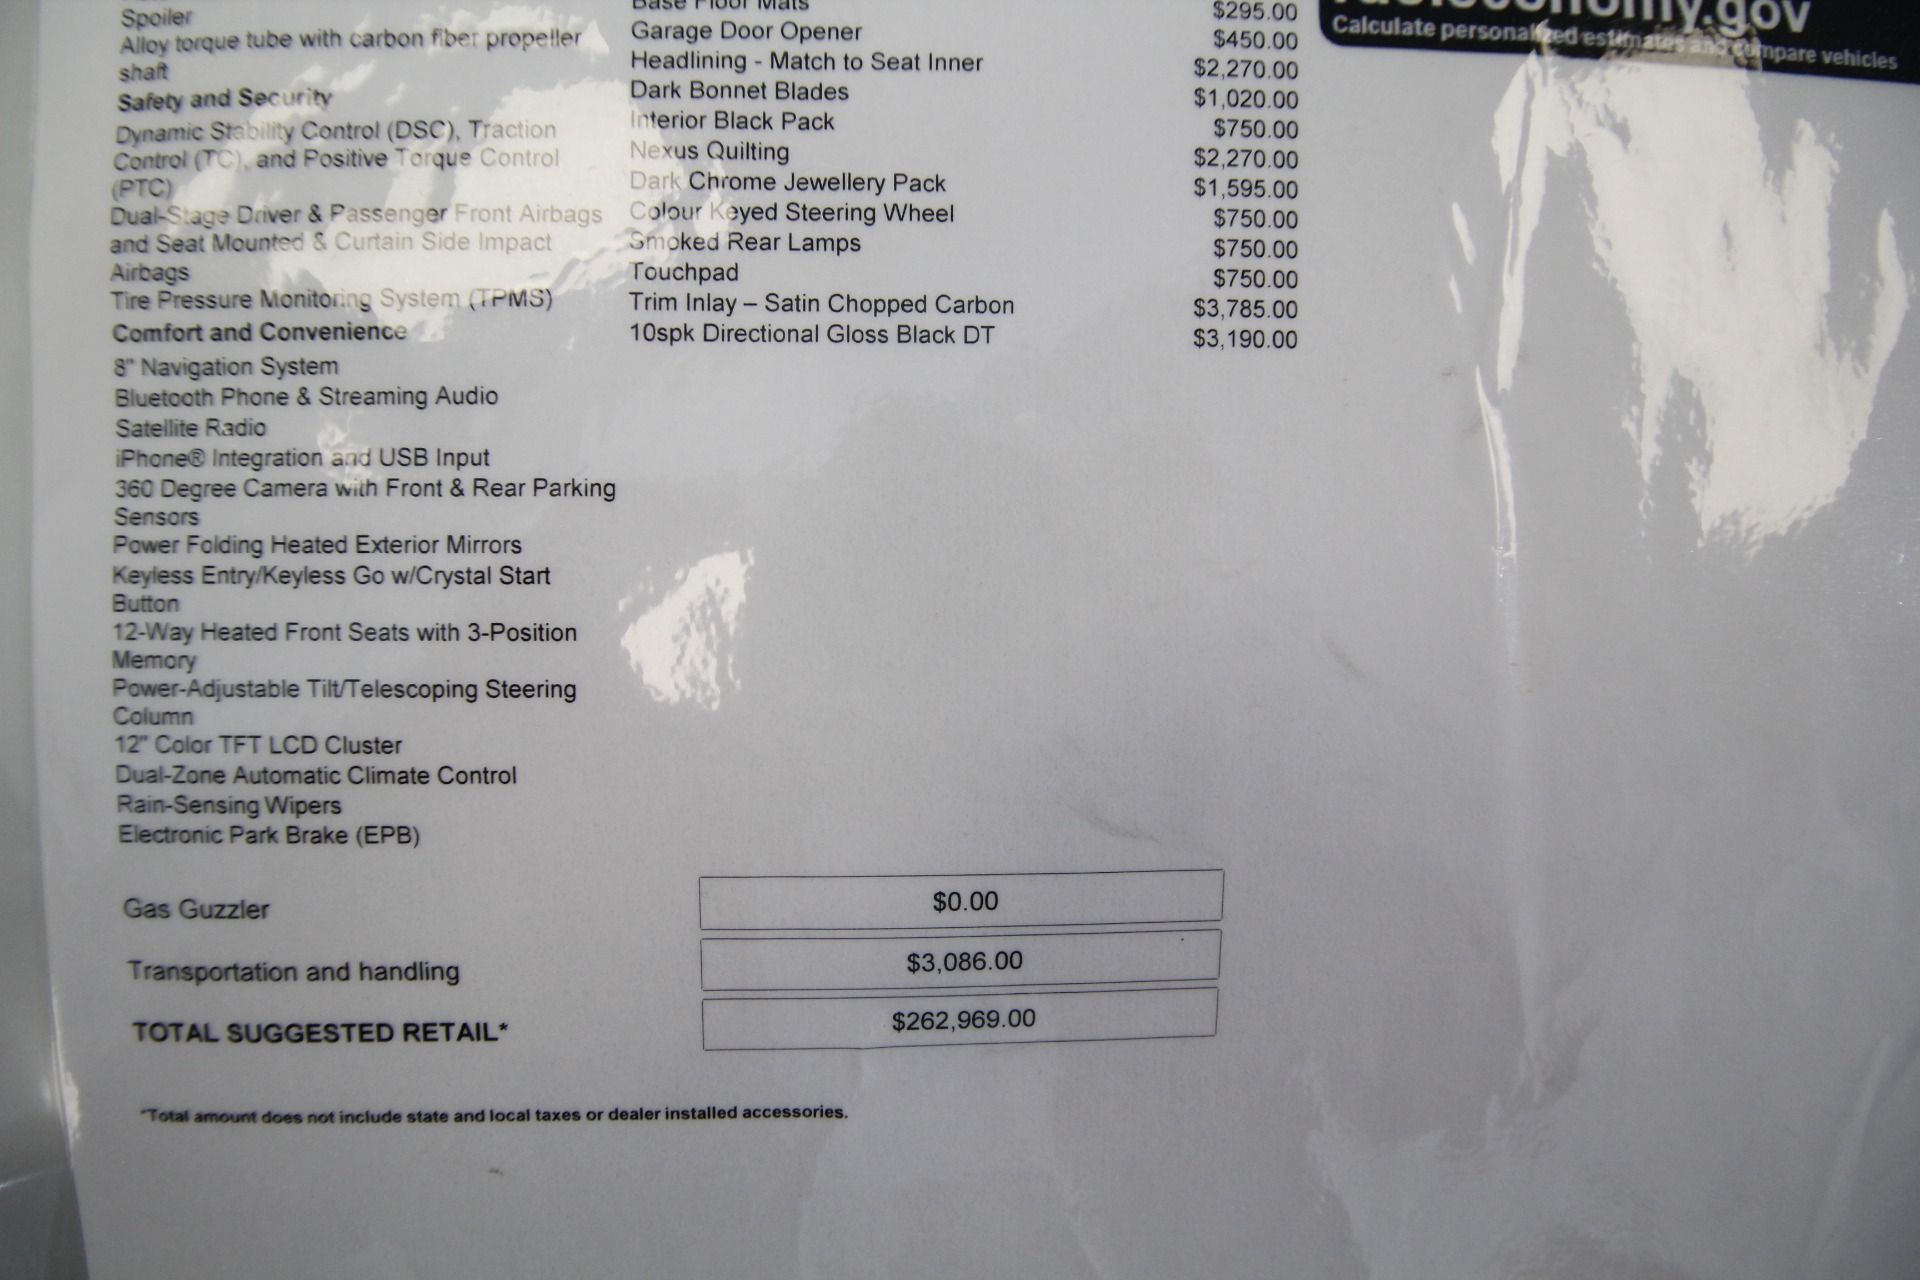 Spoiler
Alloy torque tube with carbon fiber propeller
shaft
Safety and Security
Dynamic Stability Control (DSC), Traction
Control (TC), and Positive Torque Control
(PTC)
Dual-Stage Driver & Passenger Front Airbags
and Seat Mounted & Curtain Side Impact
Airbags
Tire Pressure Monitoring System (TPMS)
Comfort and Convenience
8" Navigation System
Bluetooth Phone & Streaming Audio
Satellite Radio
iPhone® Integration and USB Input
360 Degree Camera with Front & Rear Parking
Sensors
Power Folding Heated Exterior Mirrors
Keyless Entry/Keyless Go w/Crystal Start
Button
12-Way Heated Front Seats with 3-Position
Memory
Power-Adjustable Tilt/Telescoping Steering
Column
12" Color TFT LCD Cluster
Dual-Zone Automatic Climate Control
Rain-Sensing Wipers
Electronic Park Brake (EPB)
Base Floor Mats $295.00
Garage Door Opener $450.00
Headlining - Match to Seat Inner $2,270.00
Dark Bonnet Blades $1,020.00
Interior Black Pack $750.00
Nexus Quilting $2,270.00
Dark Chrome Jewellery Pack $1,595.00
Colour Keyed Steering Wheel $750.00
Smoked Rear Lamps $750.00
Touchpad $750.00
Trim Inlay – Satin Chopped Carbon $3,785.00
10spk Directional Gloss Black DT $3,190.00
fueleconomy.gov
Calculate personalized estimates and compare vehicles
Gas Guzzler $0.00
Transportation and handling $3,086.00
TOTAL SUGGESTED RETAIL* $262,969.00
*Total amount does not include state and local taxes or dealer installed accessories.